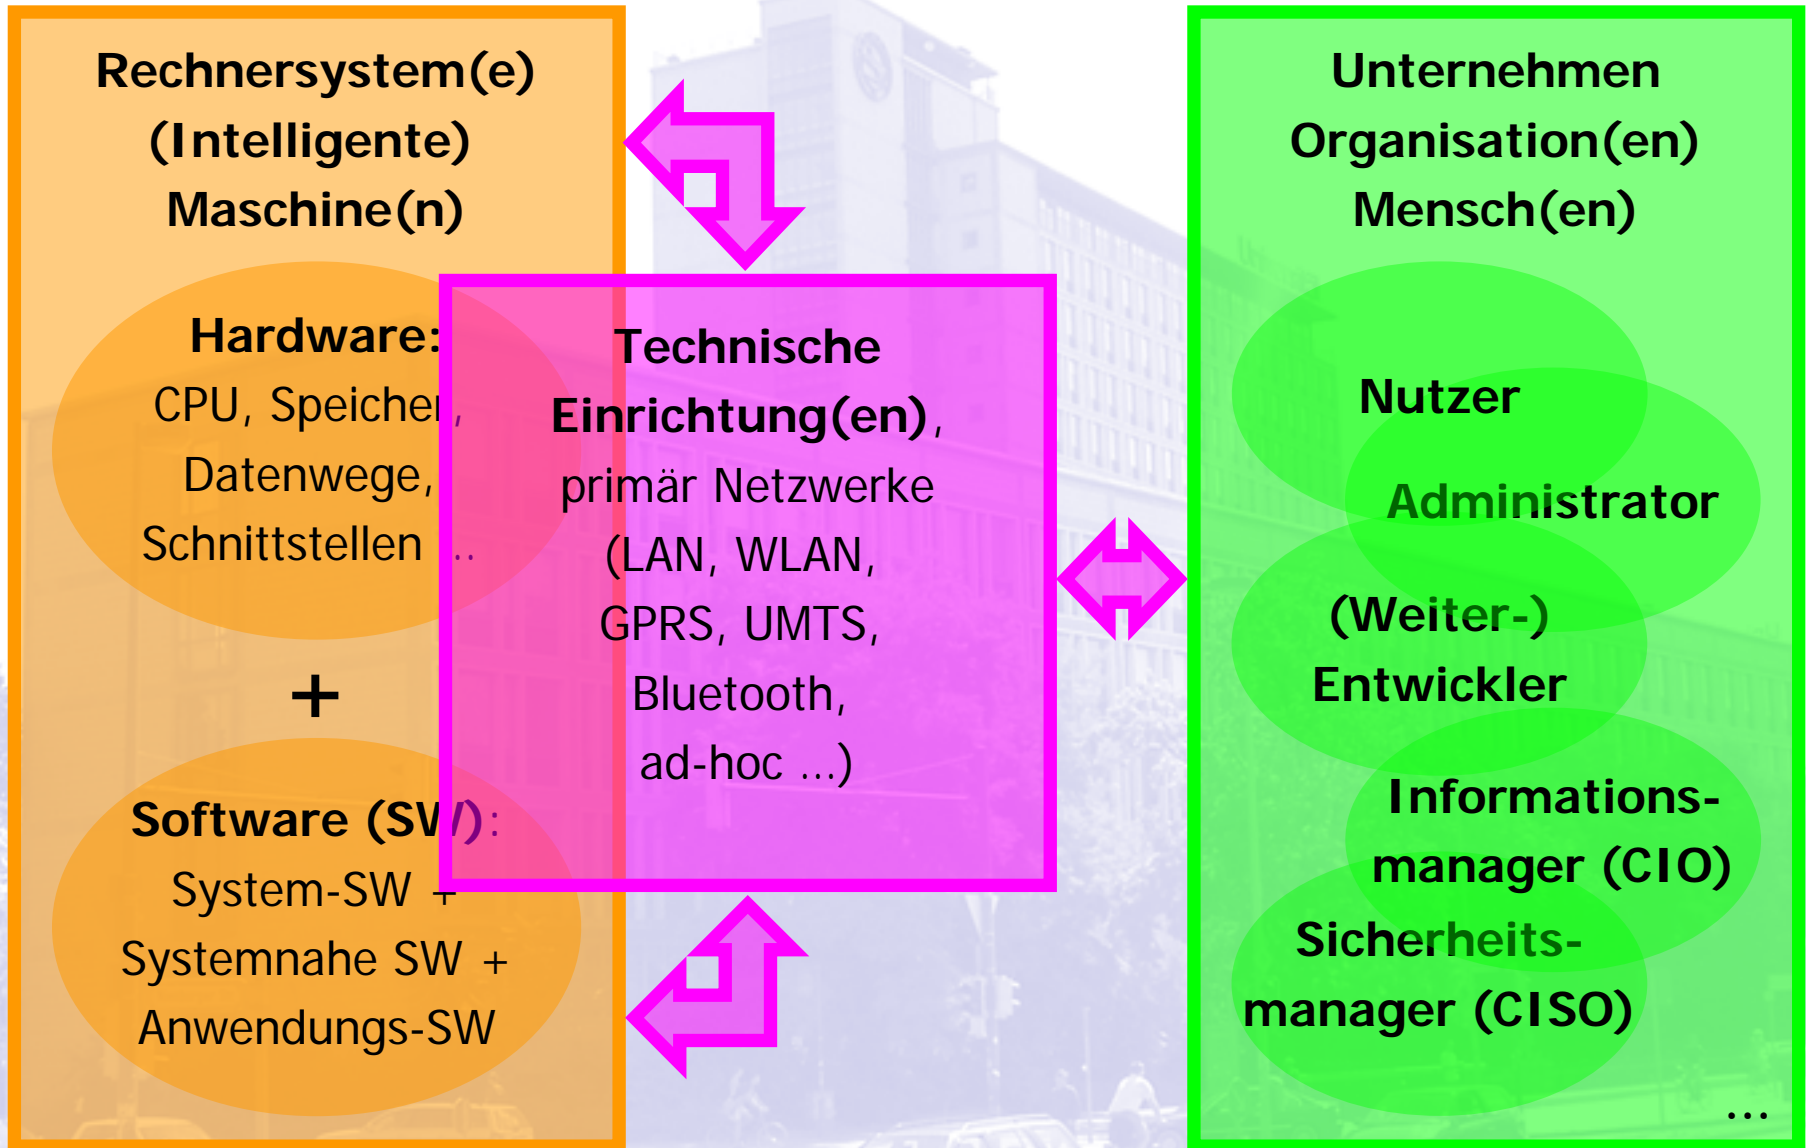 Rechnersystem(e)
(Intelligente)
Maschine(n)
Hardware:
CPU, Speicher,
Datenwege,
Schnittstellen ...
+
Software (SW):
System-SW +
Systemnahe SW +
Anwendungs-SW
Technische
Einrichtung(en),
primär Netzwerke
(LAN, WLAN,
GPRS, UMTS,
Bluetooth,
ad-hoc ...)
Unternehmen
Organisation(en)
Mensch(en)
Nutzer
Administrator
(Weiter-)
Entwickler
Informations-
manager (CIO)
Sicherheits-
manager (CISO)
...